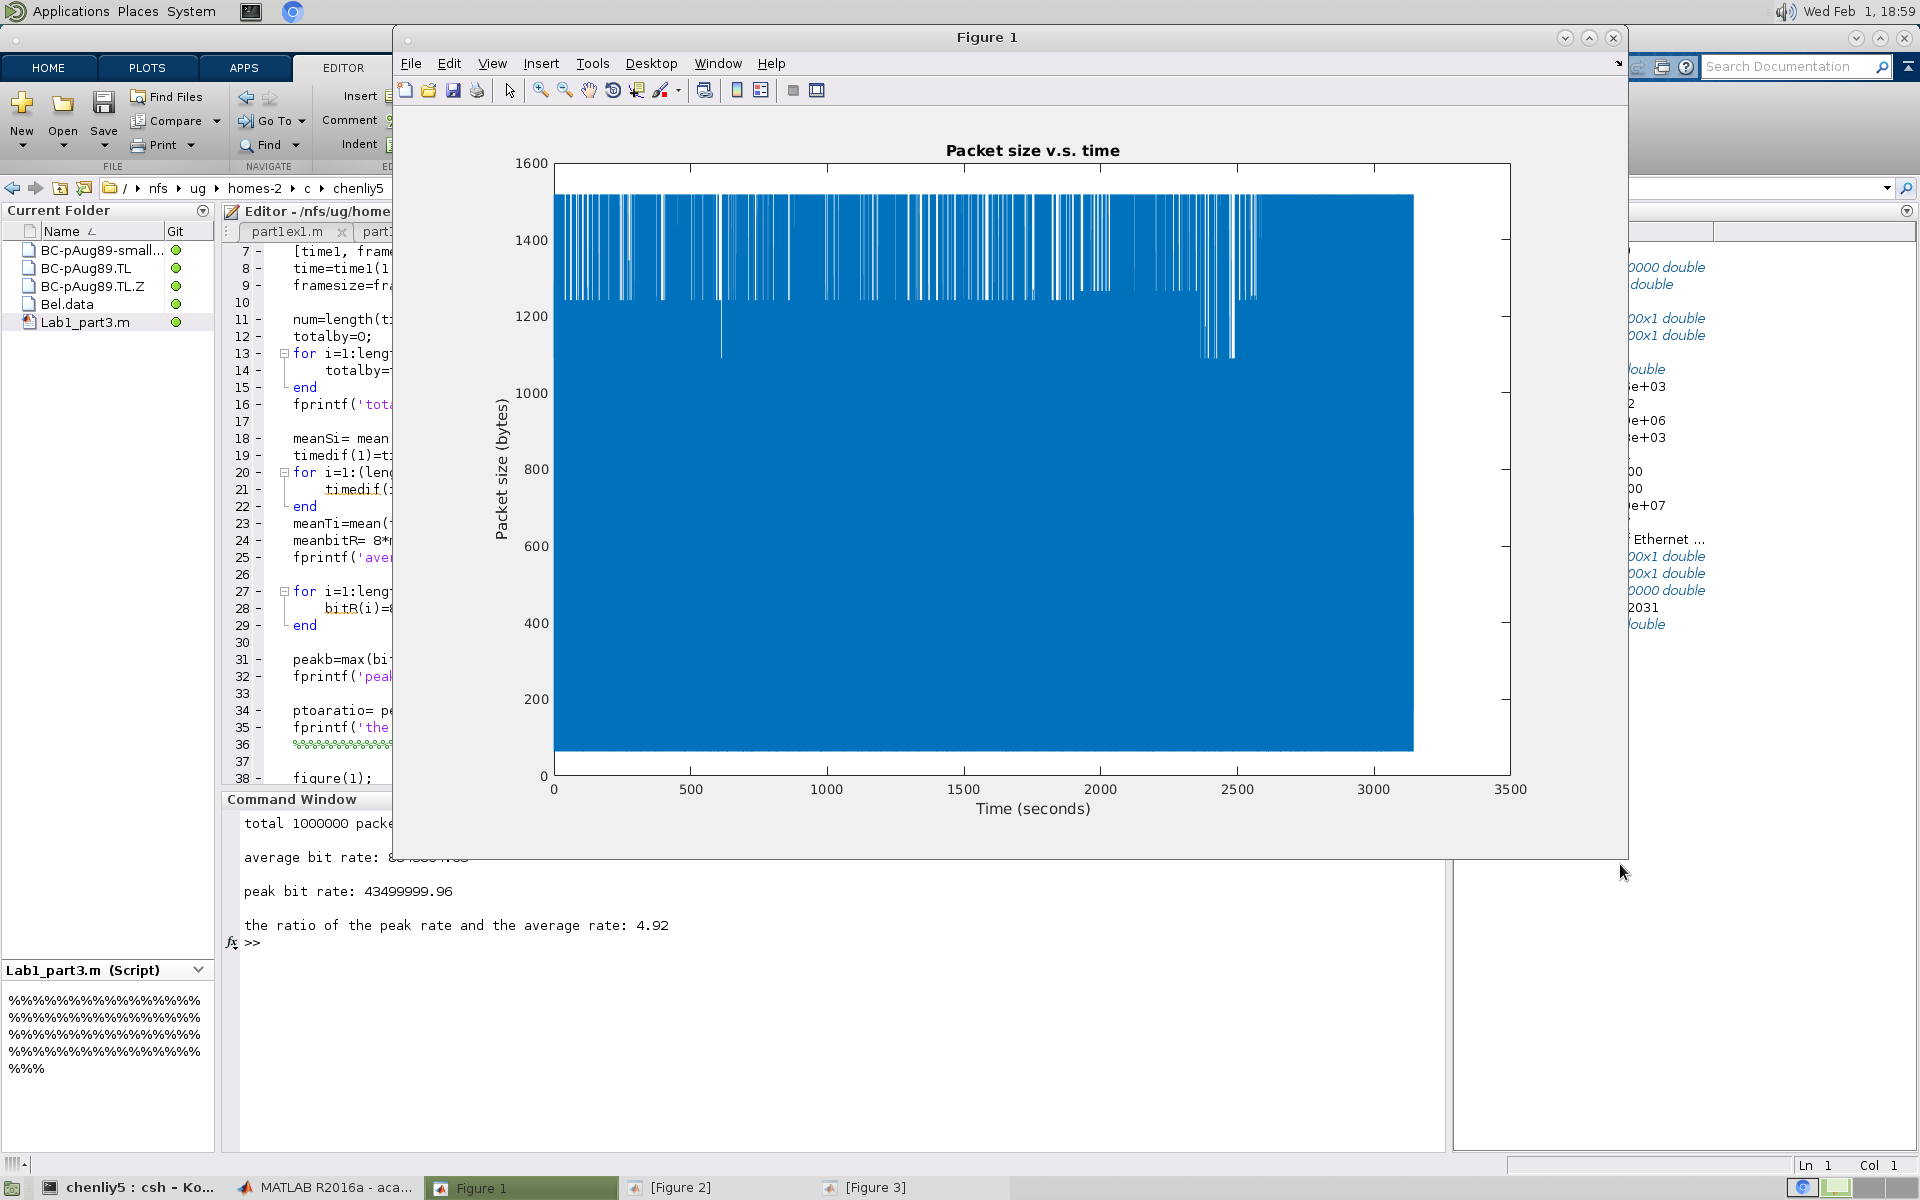 Applications Places System
Wed Feb 1, 18:59
Figure 1
HOME PLOTS APPS EDITOR
File Edit View Insert Tools Desktop Window Help
Search Documentation
New Open Save
Find Files
Compare
Print
Go To
Find
Insert
Comment
Indent
FILE NAVIGATE
/ nfs ug homes-2 c chenliy5
Current Folder
Name Git
BC-pAug89-small...
BC-pAug89.TL
BC-pAug89.TL.Z
Bel.data
Lab1_part3.m
Editor - /nfs/ug/home
part1ex1.m
7 - [time1, frame
8 - time=time1(1
9 - framesize=fra
10
11 - num=length(ti
12 - totalby=0;
13 - for i=1:lengt
14 - totalby=
15 - end
16 - fprintf('tota
17
18 - meanSi= mean
19 - timedif(1)=ti
20 - for i=1:(leng
21 - timedif(
22 - end
23 - meanTi=mean(
24 - meanbitR= 8*
25 - fprintf('aver
26
27 - for i=1:lengt
28 - bitR(i)=8
29 - end
30
31 - peakb=max(bi
32 - fprintf('peak
33
34 - ptoaratio= pe
35 - fprintf('the
36
37
38 - figure(1);
Packet size v.s. time
1600
1400
1200
1000
800
600
400
200
0
Packet size (bytes)
0 500 1000 1500 2000 2500 3000 3500
Time (seconds)
0000 double
double
00x1 double
00x1 double
double
e+03
2
e+06
e+03
00
00
e+07
Ethernet ...
00x1 double
00x1 double
0000 double
2031
double
Command Window
total 1000000 packe
average bit rate:
peak bit rate: 43499999.96
the ratio of the peak rate and the average rate: 4.92
fx >>
Lab1_part3.m (Script)
%%%%%%%%%%%%%%%%
%%%%%%%%%%%%%%%%
%%%%%%%%%%%%%%%%
%%%%%%%%%%%%%%%%
%%%
Ln 1 Col 1
chenliy5 : csh – Ko...
MATLAB R2016a - aca...
Figure 1
[Figure 2]
[Figure 3]